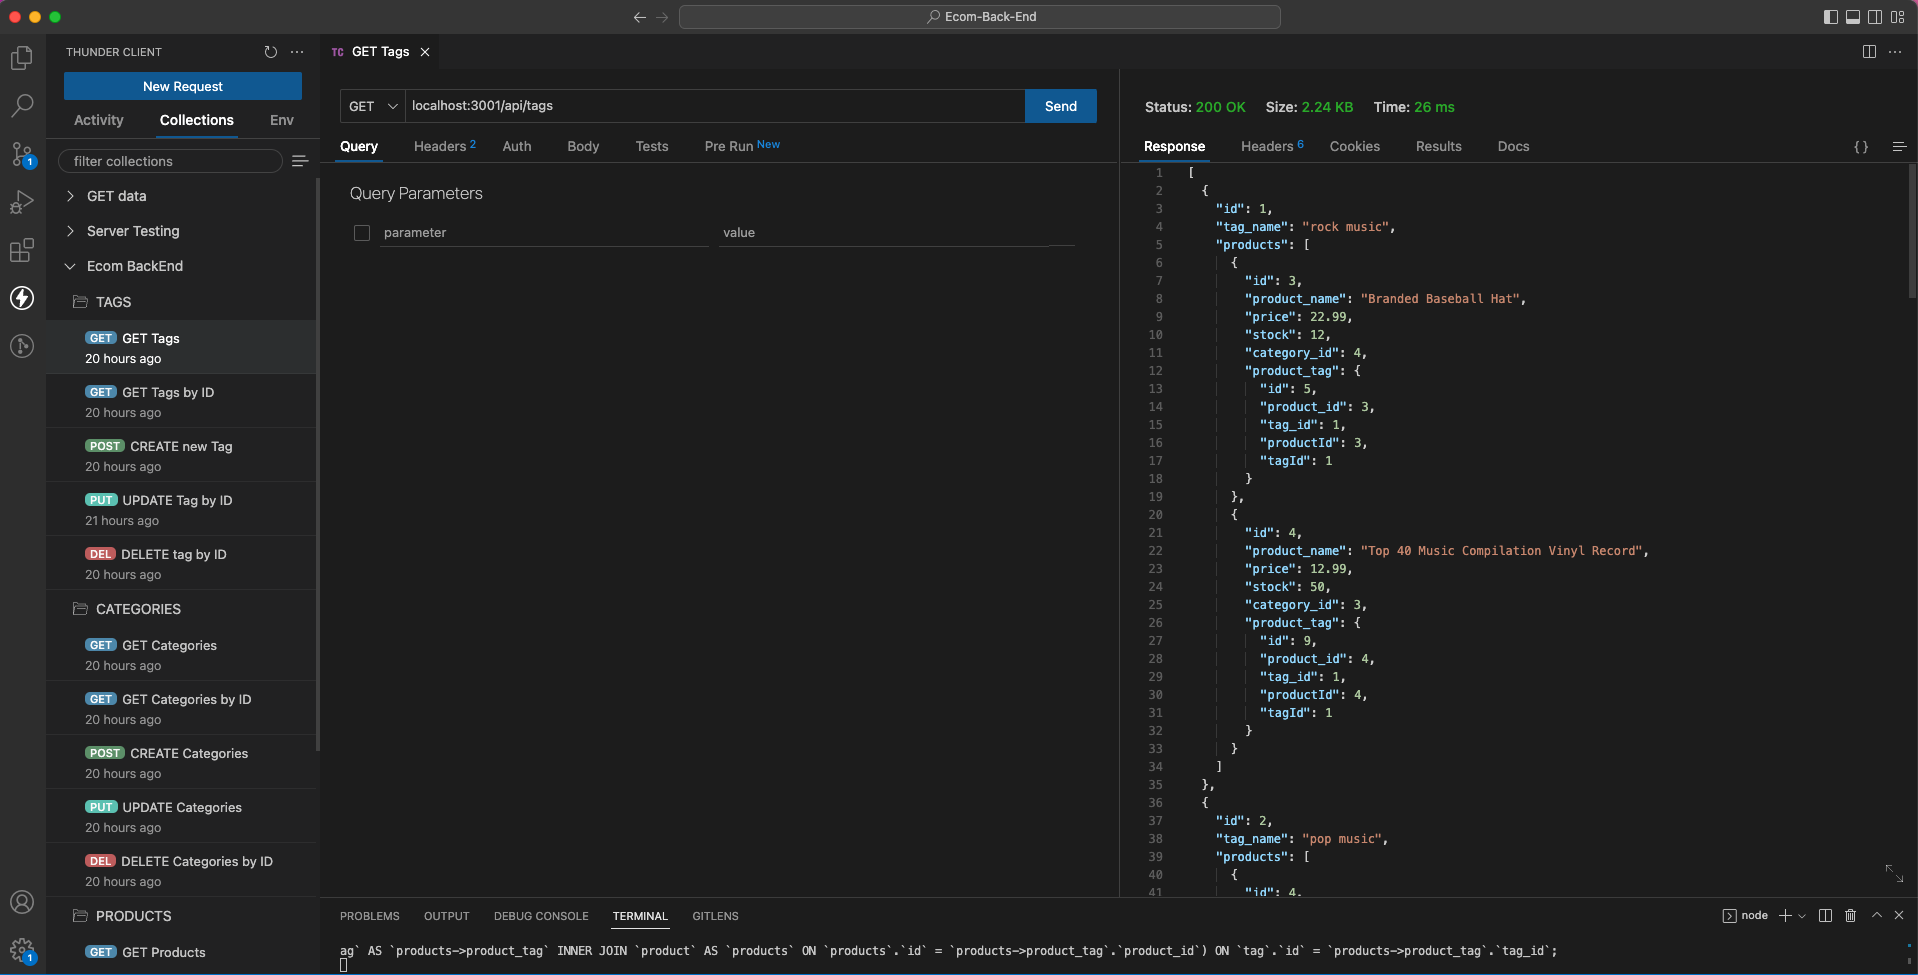 Ecom-Back-End
THUNDER CLIENT
New Request
Activity Collections Env
filter collections
GET data
Server Testing
Ecom BackEnd
TAGS
GET GET Tags
20 hours ago
GET GET Tags by ID
20 hours ago
POST CREATE new Tag
20 hours ago
PUT UPDATE Tag by ID
21 hours ago
DEL DELETE tag by ID
20 hours ago
CATEGORIES
GET GET Categories
20 hours ago
GET GET Categories by ID
20 hours ago
POST CREATE Categories
20 hours ago
PUT UPDATE Categories
20 hours ago
DEL DELETE Categories by ID
20 hours ago
PRODUCTS
GET GET Products
1
1
TC GET Tags
GET localhost:3001/api/tags Send
Query Headers 2 Auth Body Tests Pre Run New
Query Parameters
parameter value
Status: 200 OK Size: 2.24 KB Time: 26 ms
Response Headers 6 Cookies Results Docs { }
1 [
2 {
3 "id": 1,
4 "tag_name": "rock music",
5 "products": [
6 {
7 "id": 3,
8 "product_name": "Branded Baseball Hat",
9 "price": 22.99,
10 "stock": 12,
11 "category_id": 4,
12 "product_tag": {
13 "id": 5,
14 "product_id": 3,
15 "tag_id": 1,
16 "productId": 3,
17 "tagId": 1
18 }
19 },
20 {
21 "id": 4,
22 "product_name": "Top 40 Music Compilation Vinyl Record",
23 "price": 12.99,
24 "stock": 50,
25 "category_id": 3,
26 "product_tag": {
27 "id": 9,
28 "product_id": 4,
29 "tag_id": 1,
30 "productId": 4,
31 "tagId": 1
32 }
33 }
34 ]
35 },
36 {
37 "id": 2,
38 "tag_name": "pop music",
39 "products": [
40 {
41 "id": 4,
PROBLEMS OUTPUT DEBUG CONSOLE TERMINAL GITLENS node
ag` AS `products->product_tag` INNER JOIN `product` AS `products` ON `products`.`id` = `products->product_tag`.`product_id`) ON `tag`.`id` = `products->product_tag`.`tag_id`;